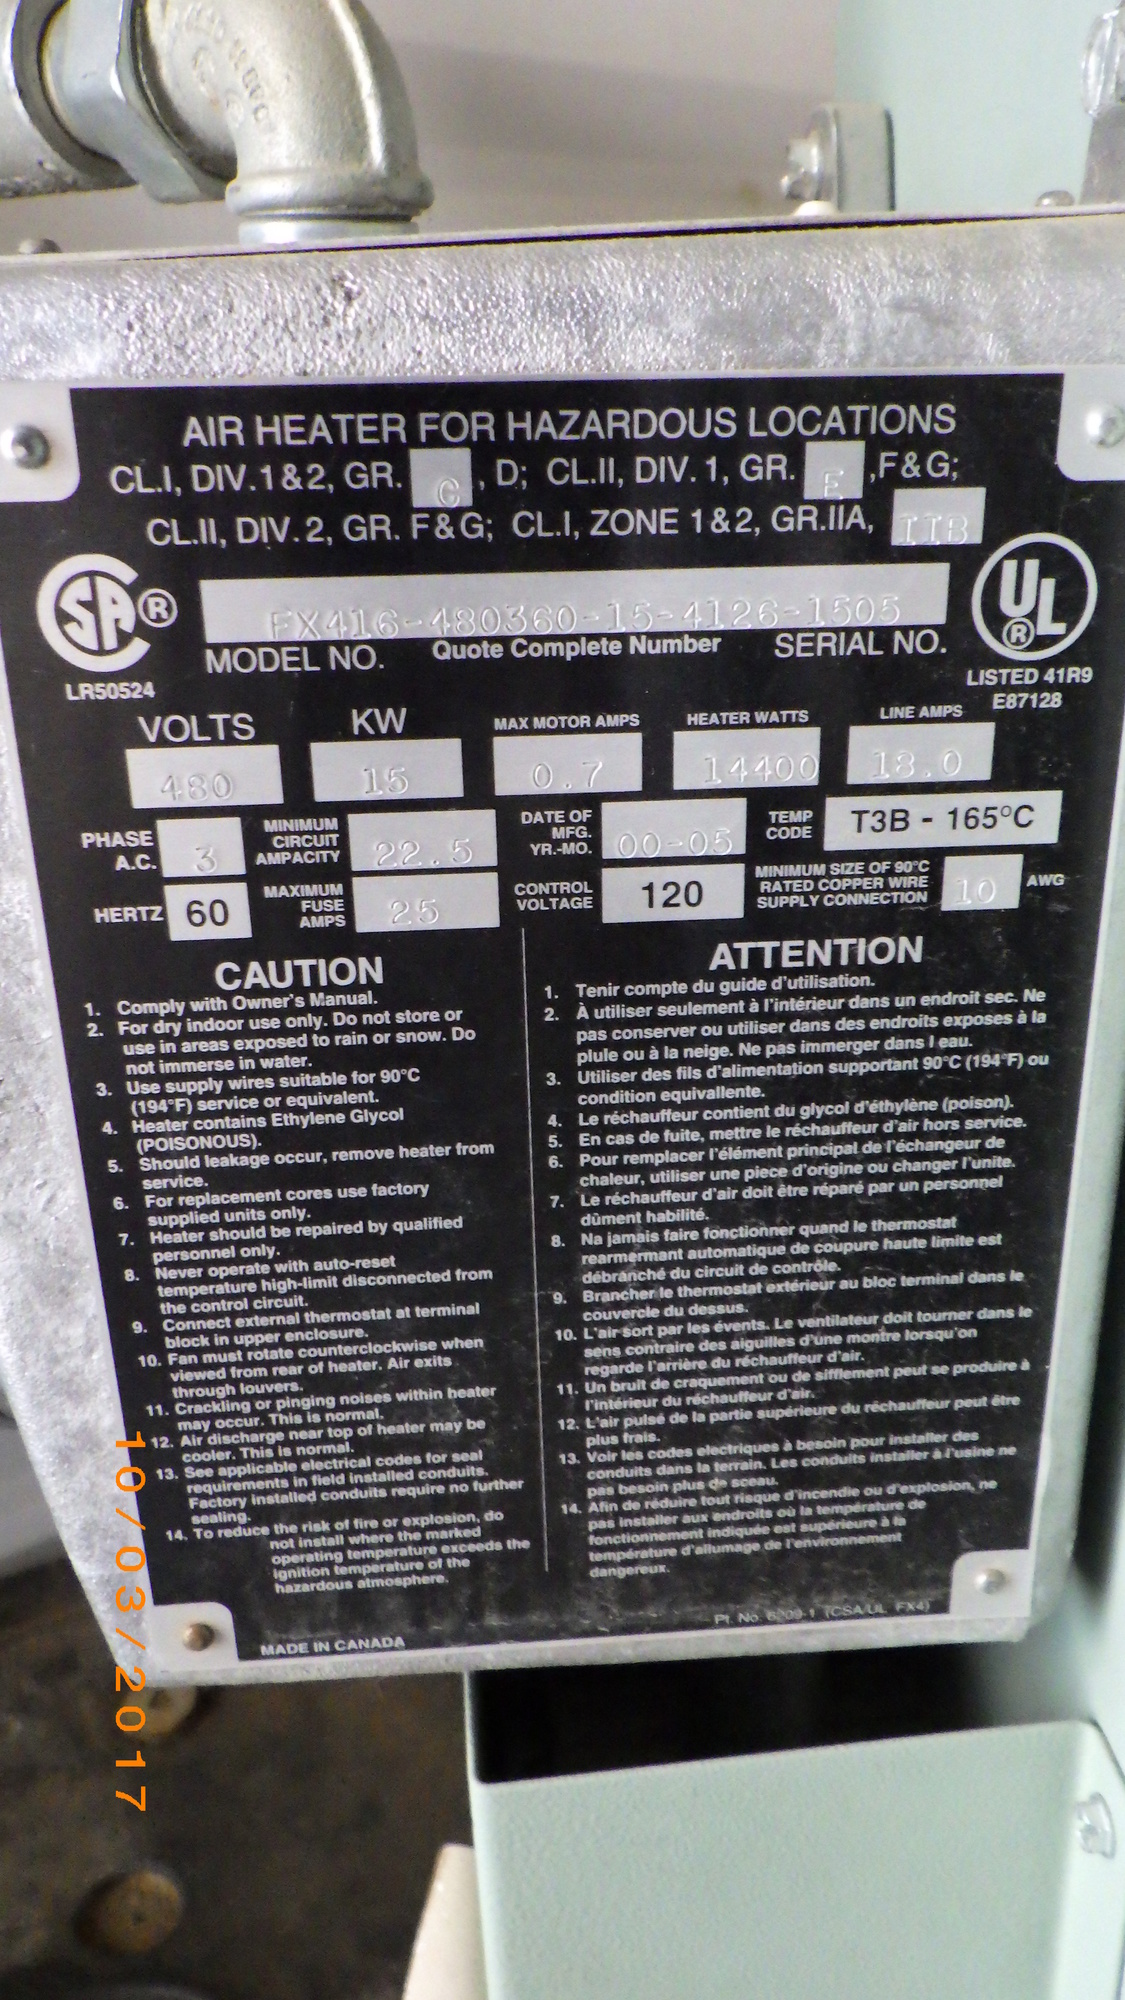 AIR HEATER FOR HAZARDOUS LOCATIONS
CL.I, DIV.1&2, GR. C, D; CL.II, DIV. 1, GR. E ,F&G;
CL.II, DIV. 2, GR. F&G; CL.I, ZONE 1&2, GR.IIA, IIB
SA ®
LR50524
FX416-480360-15-4126-1505
MODEL NO. Quote Complete Number SERIAL NO.
UL ®
LISTED 41R9
E87128
VOLTS KW MAX MOTOR AMPS HEATER WATTS LINE AMPS
480 15 0.7 14400 18.0
PHASE
A.C. 3
MINIMUM
CIRCUIT
AMPACITY 22.5
DATE OF
MFG.
YR.-MO. 00-05
TEMP
CODE T3B - 165°C
HERTZ 60
MAXIMUM
FUSE
AMPS 25
CONTROL
VOLTAGE 120
MINIMUM SIZE OF 90°C
RATED COPPER WIRE
SUPPLY CONNECTION 10 AWG
CAUTION
1. Comply with Owner's Manual.
2. For dry indoor use only. Do not store or
use in areas exposed to rain or snow. Do
not immerse in water.
3. Use supply wires suitable for 90°C
(194°F) service or equivalent.
4. Heater contains Ethylene Glycol
(POISONOUS).
5. Should leakage occur, remove heater from
service.
6. For replacement cores use factory
supplied units only.
7. Heater should be repaired by qualified
personnel only.
8. Never operate with auto-reset
temperature high-limit disconnected from
the control circuit.
9. Connect external thermostat at terminal
block in upper enclosure.
10. Fan must rotate counterclockwise when
viewed from rear of heater. Air exits
through louvers.
11. Crackling or pinging noises within heater
may occur. This is normal.
12. Air discharge near top of heater may be
cooler. This is normal.
13. See applicable electrical codes for seal
requirements in field installed conduits.
Factory installed conduits require no further
sealing.
14. To reduce the risk of fire or explosion, do
not install where the marked
operating temperature exceeds the
ignition temperature of the
hazardous atmosphere.
ATTENTION
1. Tenir compte du guide d'utilisation.
2. À utiliser seulement à l'intérieur dans un endroit sec. Ne
pas conserver ou utiliser dans des endroits exposes à la
pluie ou à la neige. Ne pas immerger dans l eau.
3. Utiliser des fils d'alimentation supportant 90°C (194°F) ou
condition equivallente.
4. Le réchauffeur contient du glycol d'éthylène (poison).
5. En cas de fuite, mettre le réchauffeur d'air hors service.
6. Pour remplacer l'élément principal de l'échangeur de
chaleur, utiliser une piece d'origine ou changer l'unite.
7. Le réchauffeur d'air doit être réparé par un personnel
dûment habilité.
8. Na jamais faire fonctionner quand le thermostat
rearmermant automatique de coupure haute limite est
débranché du circuit de contrôle.
9. Brancher le thermostat extérieur au bloc terminal dans le
couvercle du dessus.
10. L'air sort par les évents. Le ventilateur doit tourner dans le
sens contraire des aiguilles d'une montre lorsqu'on
regarde l'arrière du réchauffeur d'air.
11. Un bruit de craquement ou de sifflement peut se produire à
l'intérieur du réchauffeur d'air.
12. L'air pulsé de la partie supérieure du réchauffeur peut être
plus frais.
13. Voir les codes electriques à besoin pour installer des
conduits dans la terrain. Les conduits installer à l'usine ne
pas besoin plus de sceau.
14. Afin de réduire tout risque d'incendie ou d'explosion, ne
pas installer aux endroits où la température de
fonctionnement indiquée est supérieure à la
température d'allumage de l'environnement
dangereux.
MADE IN CANADA
Pt. No. 6209-1 (CSA/UL FX4)
10/03/2017